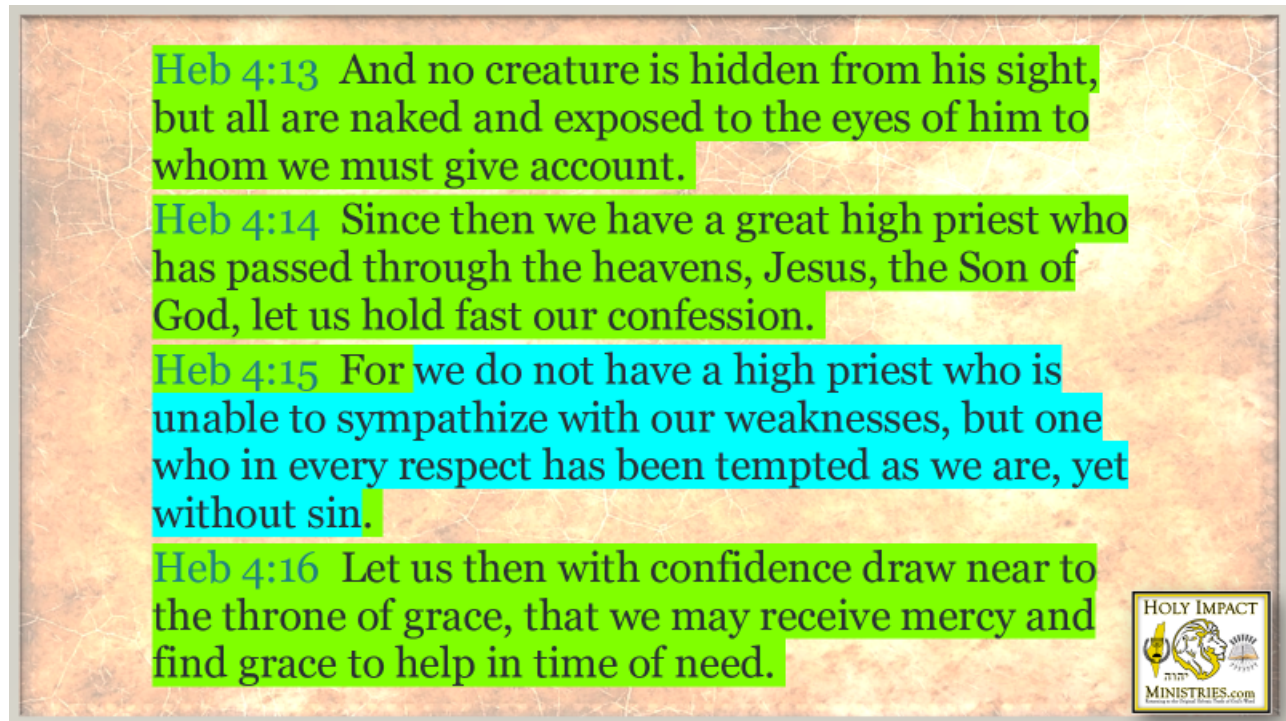 Heb 4:13 And no creature is hidden from his sight,
but all are naked and exposed to the eyes of him to
whom we must give account.
Heb 4:14 Since then we have a great high priest who
has passed through the heavens, Jesus, the Son of
God, let us hold fast our confession.
Heb 4:15 For we do not have a high priest who is
unable to sympathize with our weaknesses, but one
who in every respect has been tempted as we are, yet
without sin.
Heb 4:16 Let us then with confidence draw near to
the throne of grace, that we may receive mercy and
find grace to help in time of need.
HOLY IMPACT
יהוה
MINISTRIES.com